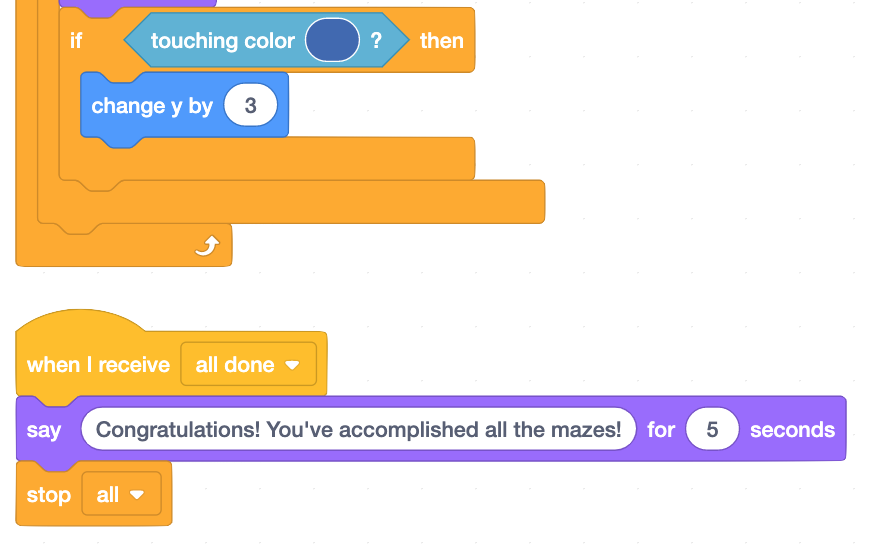 if touching color ? then
change y by 3
when I receive all done
say Congratulations! You've accomplished all the mazes! for 5 seconds
stop all